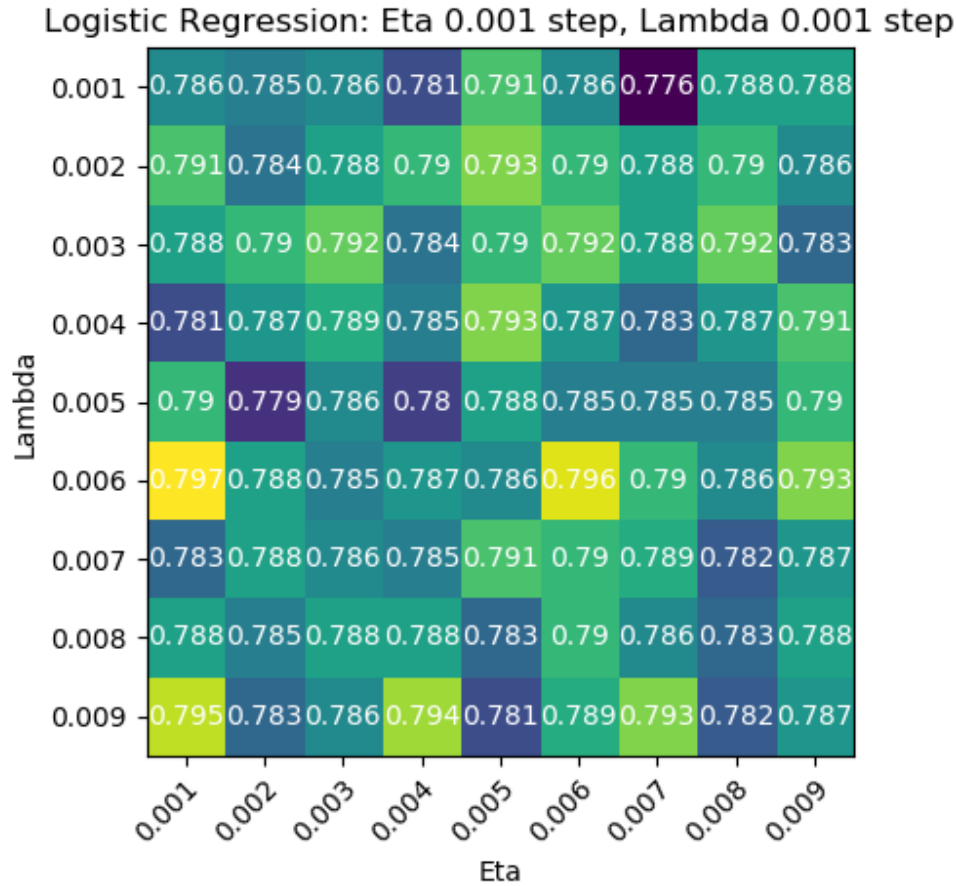 Logistic Regression: Eta 0.001 step, Lambda 0.001 step
0.001 0.786 0.785 0.786 0.781 0.791 0.786 0.776 0.788 0.788
0.002 0.791 0.784 0.788 0.79 0.793 0.79 0.788 0.79 0.786
0.003 0.788 0.79 0.792 0.784 0.79 0.792 0.788 0.792 0.783
0.004 0.781 0.787 0.789 0.785 0.793 0.787 0.783 0.787 0.791
0.005 0.79 0.779 0.786 0.78 0.788 0.785 0.785 0.785 0.79
0.006 0.797 0.788 0.785 0.787 0.786 0.796 0.79 0.786 0.793
0.007 0.783 0.788 0.786 0.785 0.791 0.79 0.789 0.782 0.787
0.008 0.788 0.785 0.788 0.788 0.783 0.79 0.786 0.783 0.788
0.009 0.795 0.783 0.786 0.794 0.781 0.789 0.793 0.782 0.787
Lambda
0.001 0.002 0.003 0.004 0.005 0.006 0.007 0.008 0.009
Eta